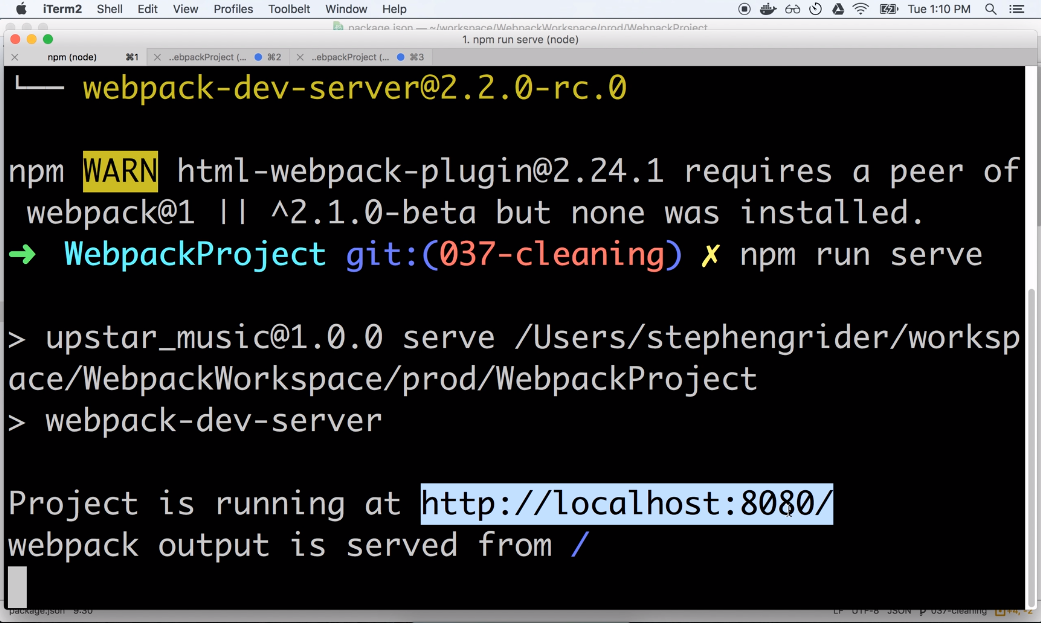 iTerm2 Shell Edit View Profiles Toolbelt Window Help Tue 1:10 PM
package.json — ~/workspace/WebpackWorkspace/prod/WebpackProject
1. npm run serve (node)
npm (node) ⌘1 ..ebpackProject (... ⌘2 ..ebpackProject (... ⌘3
└── webpack-dev-server@2.2.0-rc.0
npm WARN html-webpack-plugin@2.24.1 requires a peer of
webpack@1 || ^2.1.0-beta but none was installed.
➜ WebpackProject git:(037-cleaning) ✗ npm run serve
> upstar_music@1.0.0 serve /Users/stephengrider/worksp
ace/WebpackWorkspace/prod/WebpackProject
> webpack-dev-server
Project is running at http://localhost:8080/
webpack output is served from /
package.json 9:30 LF UTF-8 JSON 037-cleaning +4, -2